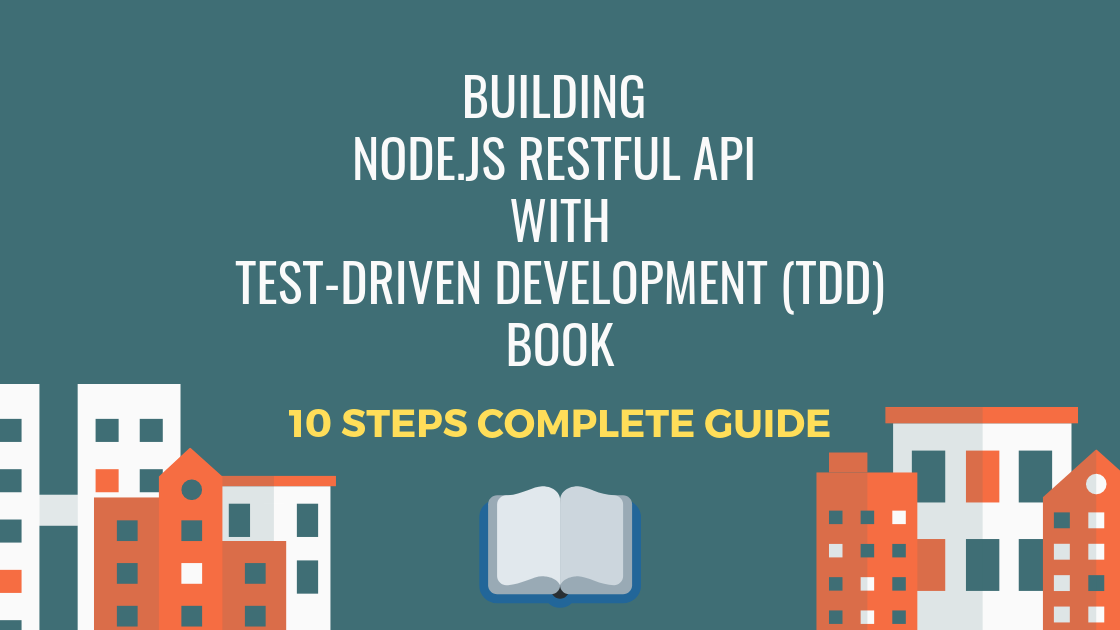 BUILDING
NODE.JS RESTFUL API
WITH
TEST-DRIVEN DEVELOPMENT (TDD)
BOOK
10 STEPS COMPLETE GUIDE